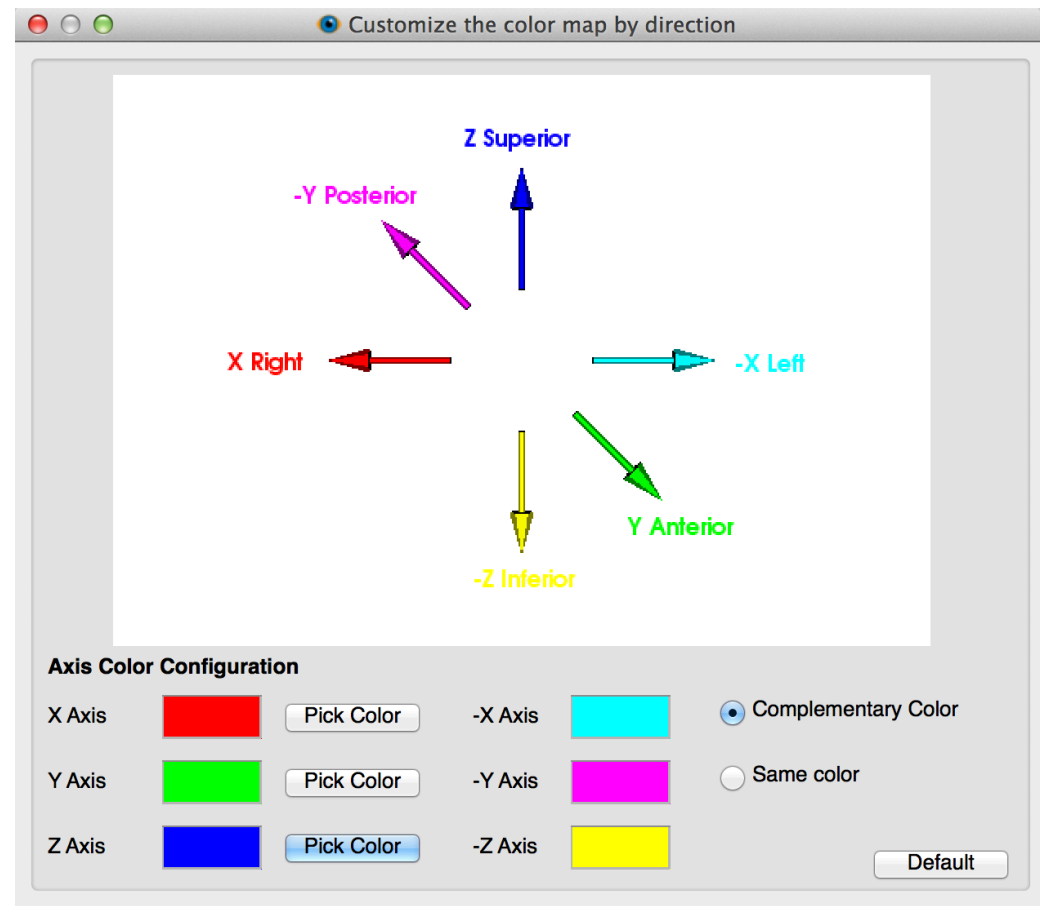 Customize the color map by direction
Z Superior
-Y Posterior
X Right
-X Left
Y Anterior
-Z Inferior
Axis Color Configuration
X Axis Pick Color -X Axis Complementary Color
Y Axis Pick Color -Y Axis Same color
Z Axis Pick Color -Z Axis Default